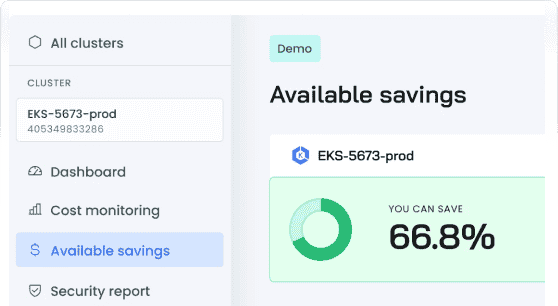 All clusters
CLUSTER
EKS-5673-prod
405349833286
Dashboard
Cost monitoring
Available savings
Security report
Demo
Available savings
EKS-5673-prod
YOU CAN SAVE
66.8%